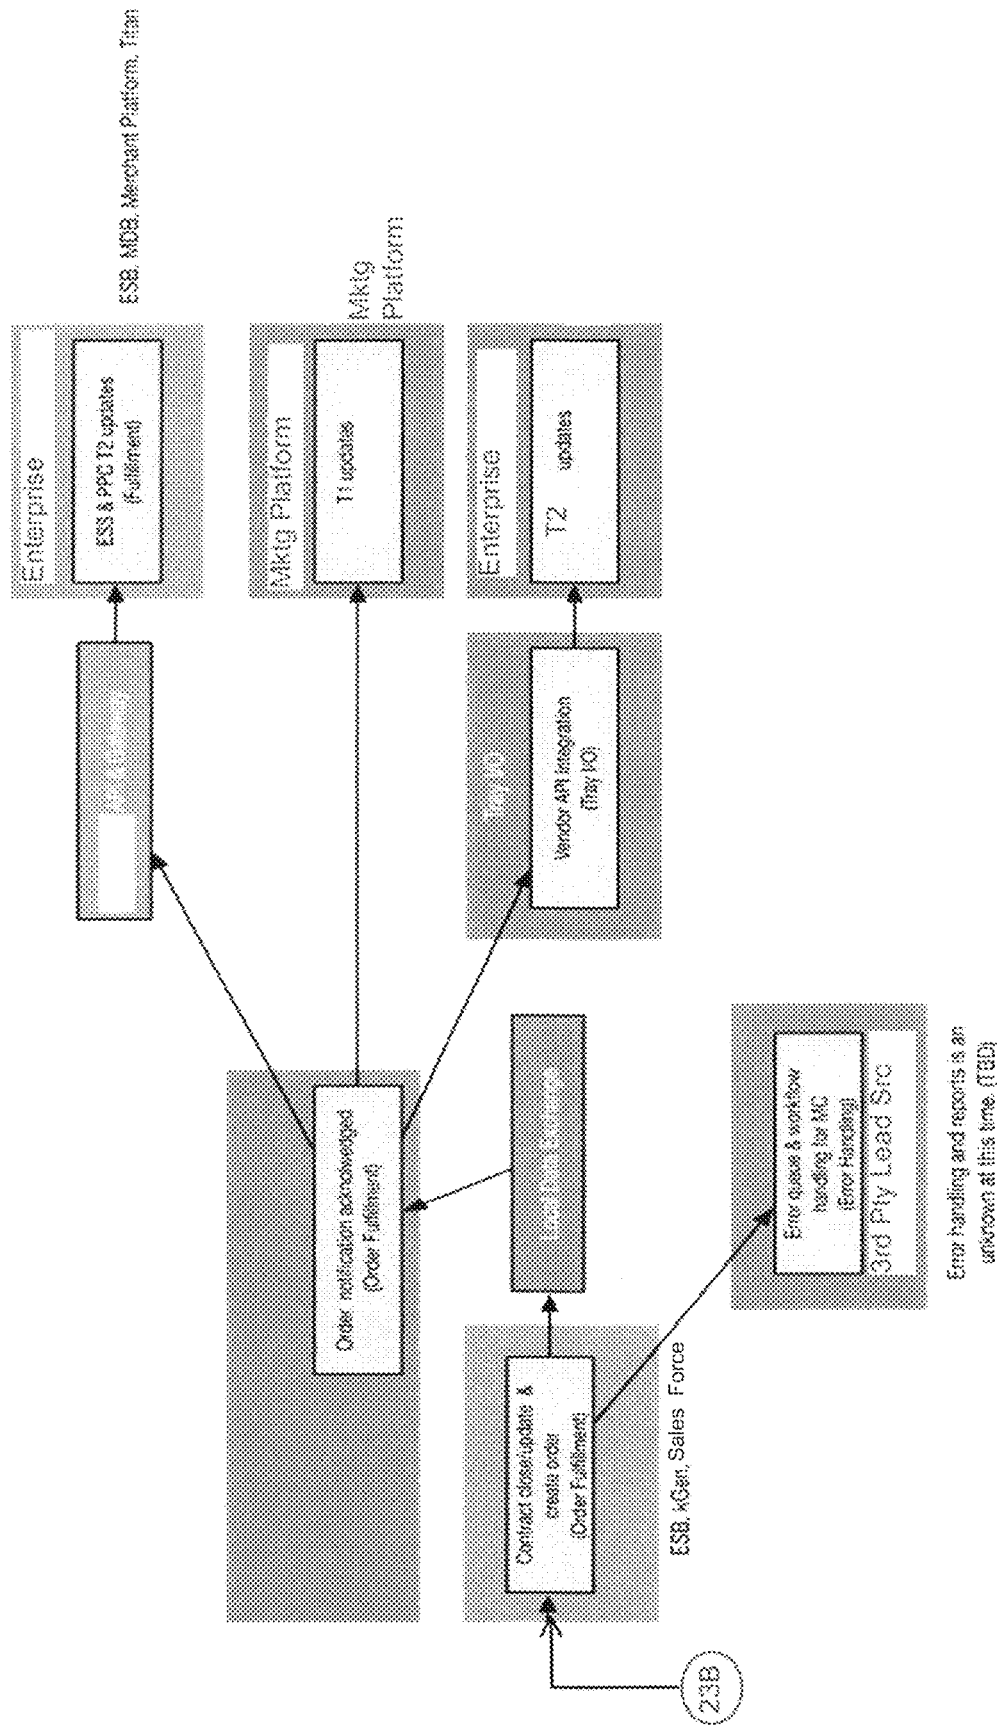 ESB, MDB, Merchant Platform, Titan
Enterprise
ESS & PPC T2 updates
(Fulfillment)
Mktg
Platform
Mktg Platform
T1 updates
Enterprise
T2 updates
Tray I/O
Vendor API integration
(Tray I/O)
Order notification acknowledged
(Order Fulfillment)
Contract close/update &
create order
(Order Fulfillment)
ESB, kGen, Sales Force
Error queue & workflow
handling for MC
(Error Handling)
3rd Pty Lead Src
Error handling and reports is an
unknown at this time. (TBD)
23B